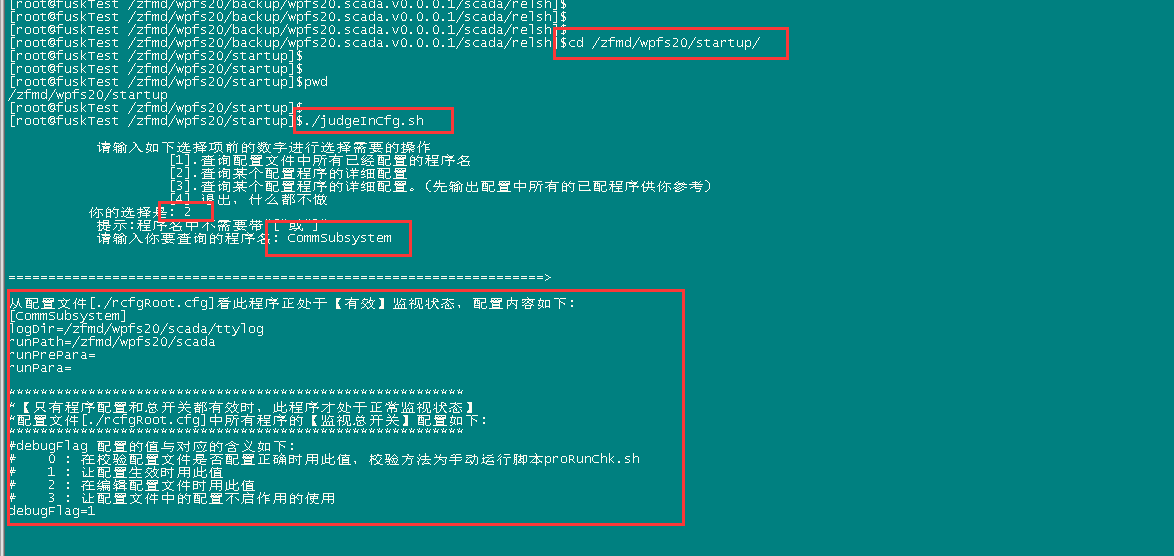 [root@fuskTest /zfmd/wpfs20/backup/wpfs20.scada.v0.0.0.1/scada/relsh]$
[root@fuskTest /zfmd/wpfs20/backup/wpfs20.scada.v0.0.0.1/scada/relsh]$
[root@fuskTest /zfmd/wpfs20/backup/wpfs20.scada.v0.0.0.1/scada/relsh]$
[root@fuskTest /zfmd/wpfs20/backup/wpfs20.scada.v0.0.0.1/scada/relsh]$cd /zfmd/wpfs20/startup/
[root@fuskTest /zfmd/wpfs20/startup]$
[root@fuskTest /zfmd/wpfs20/startup]$
[root@fuskTest /zfmd/wpfs20/startup]$pwd
/zfmd/wpfs20/startup
[root@fuskTest /zfmd/wpfs20/startup]$
[root@fuskTest /zfmd/wpfs20/startup]$./judgeInCfg.sh
请输入如下选择项前的数字进行选择需要的操作
[1].查询配置文件中所有已经配置的程序名
[2].查询某个配置程序的详细配置
[3].查询某个配置程序的详细配置。(先输出配置中所有的已配程序供你参考)
[4].退出，什么都不做
你的选择是: 2
提示:程序名中不需要带"["或"]"
请输入你要查询的程序名: CommSubsystem
===================================================================>
从配置文件[./rcfgRoot.cfg]看此程序正处于【有效】监视状态，配置内容如下:
[CommSubsystem]
logDir=/zfmd/wpfs20/scada/ttylog
runPath=/zfmd/wpfs20/scada
runPrePara=
runPara=
*********************************************************
*【只有程序配置和总开关都有效时，此程序才处于正常监视状态】
*配置文件[./rcfgRoot.cfg]中所有程序的【监视总开关】配置如下:
*********************************************************
#debugFlag 配置的值与对应的含义如下:
# 0 : 在校验配置文件是否配置正确时用此值，校验方法为手动运行脚本proRunChk.sh
# 1 : 让配置生效时用此值
# 2 : 在编辑配置文件时用此值
# 3 : 让配置文件中的配置不启作用的使用
debugFlag=1